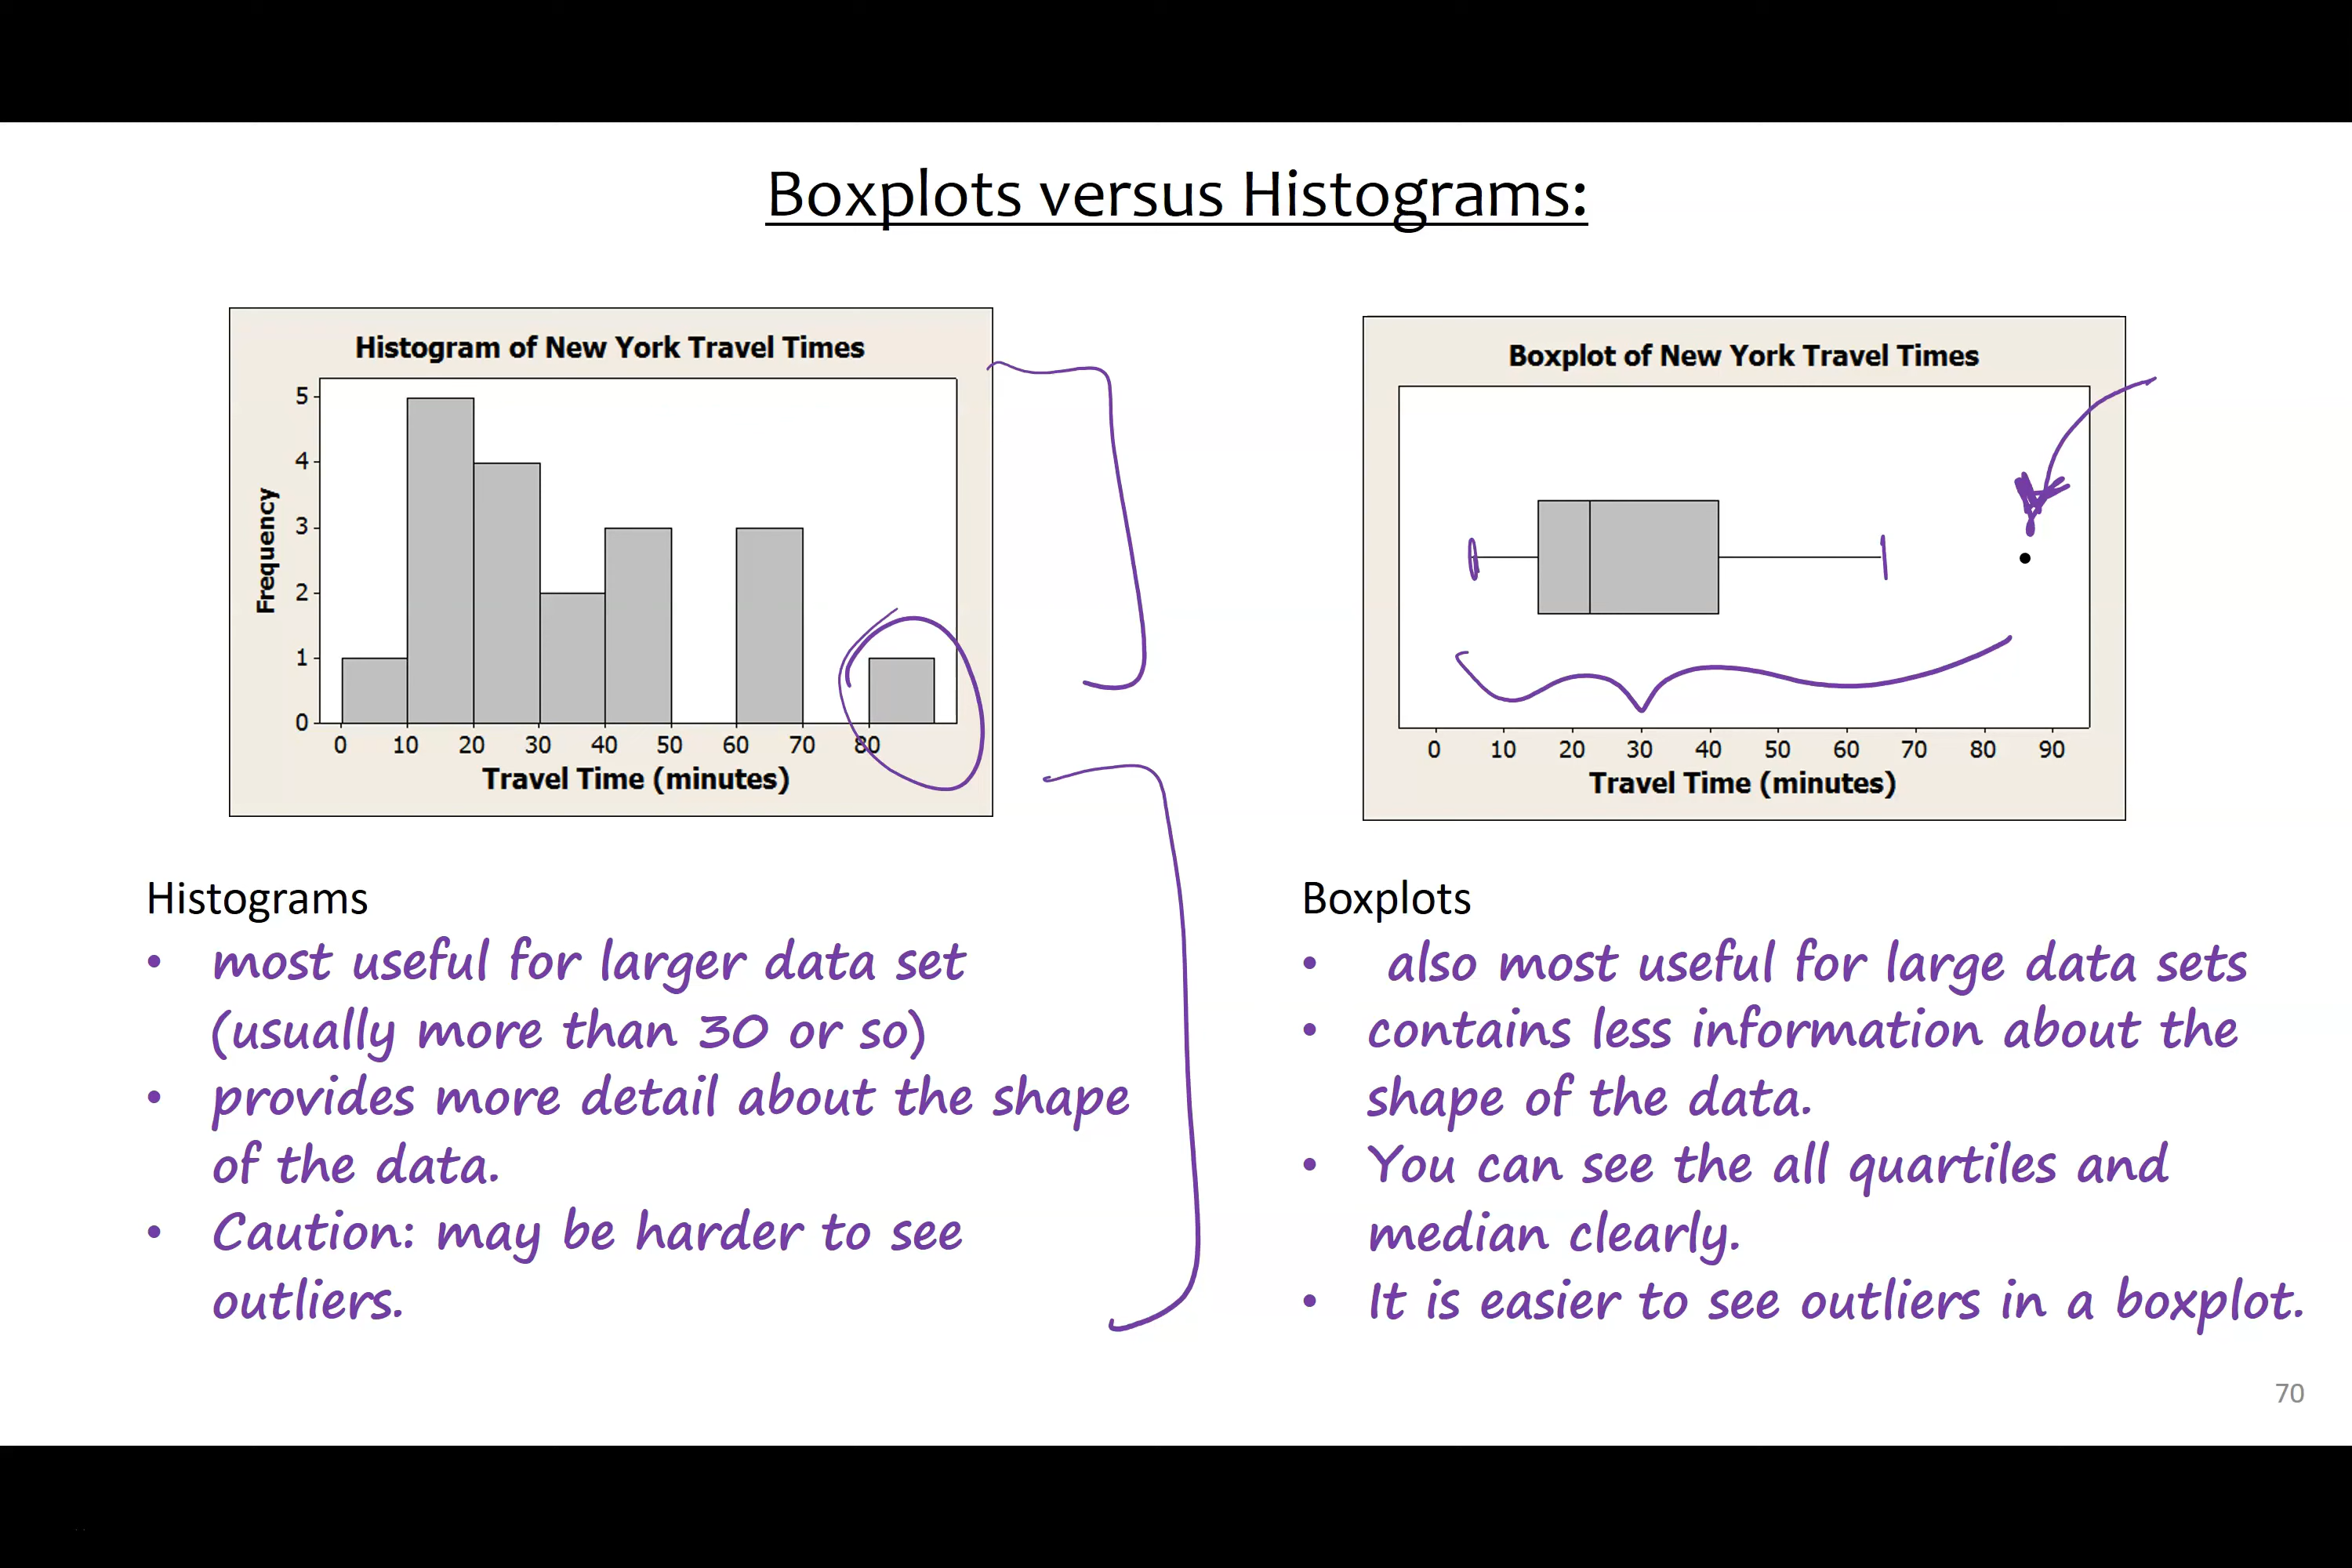 Boxplots versus Histograms:
Histogram of New York Travel Times
5
4
3
2
1
0
Frequency
0 10 20 30 40 50 60 70 80
Travel Time (minutes)
Boxplot of New York Travel Times
0 10 20 30 40 50 60 70 80 90
Travel Time (minutes)
Histograms
• most useful for larger data set
(usually more than 30 or so)
• provides more detail about the shape
of the data.
• Caution: may be harder to see
outliers.
Boxplots
• also most useful for large data sets
• contains less information about the
shape of the data.
• You can see the all quartiles and
median clearly.
• It is easier to see outliers in a boxplot.
70